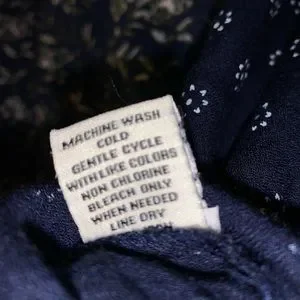 MACHINE WASH
COLD
GENTLE CYCLE
WITH LIKE COLORS
NON CHLORINE
BLEACH ONLY
WHEN NEEDED
LINE DRY